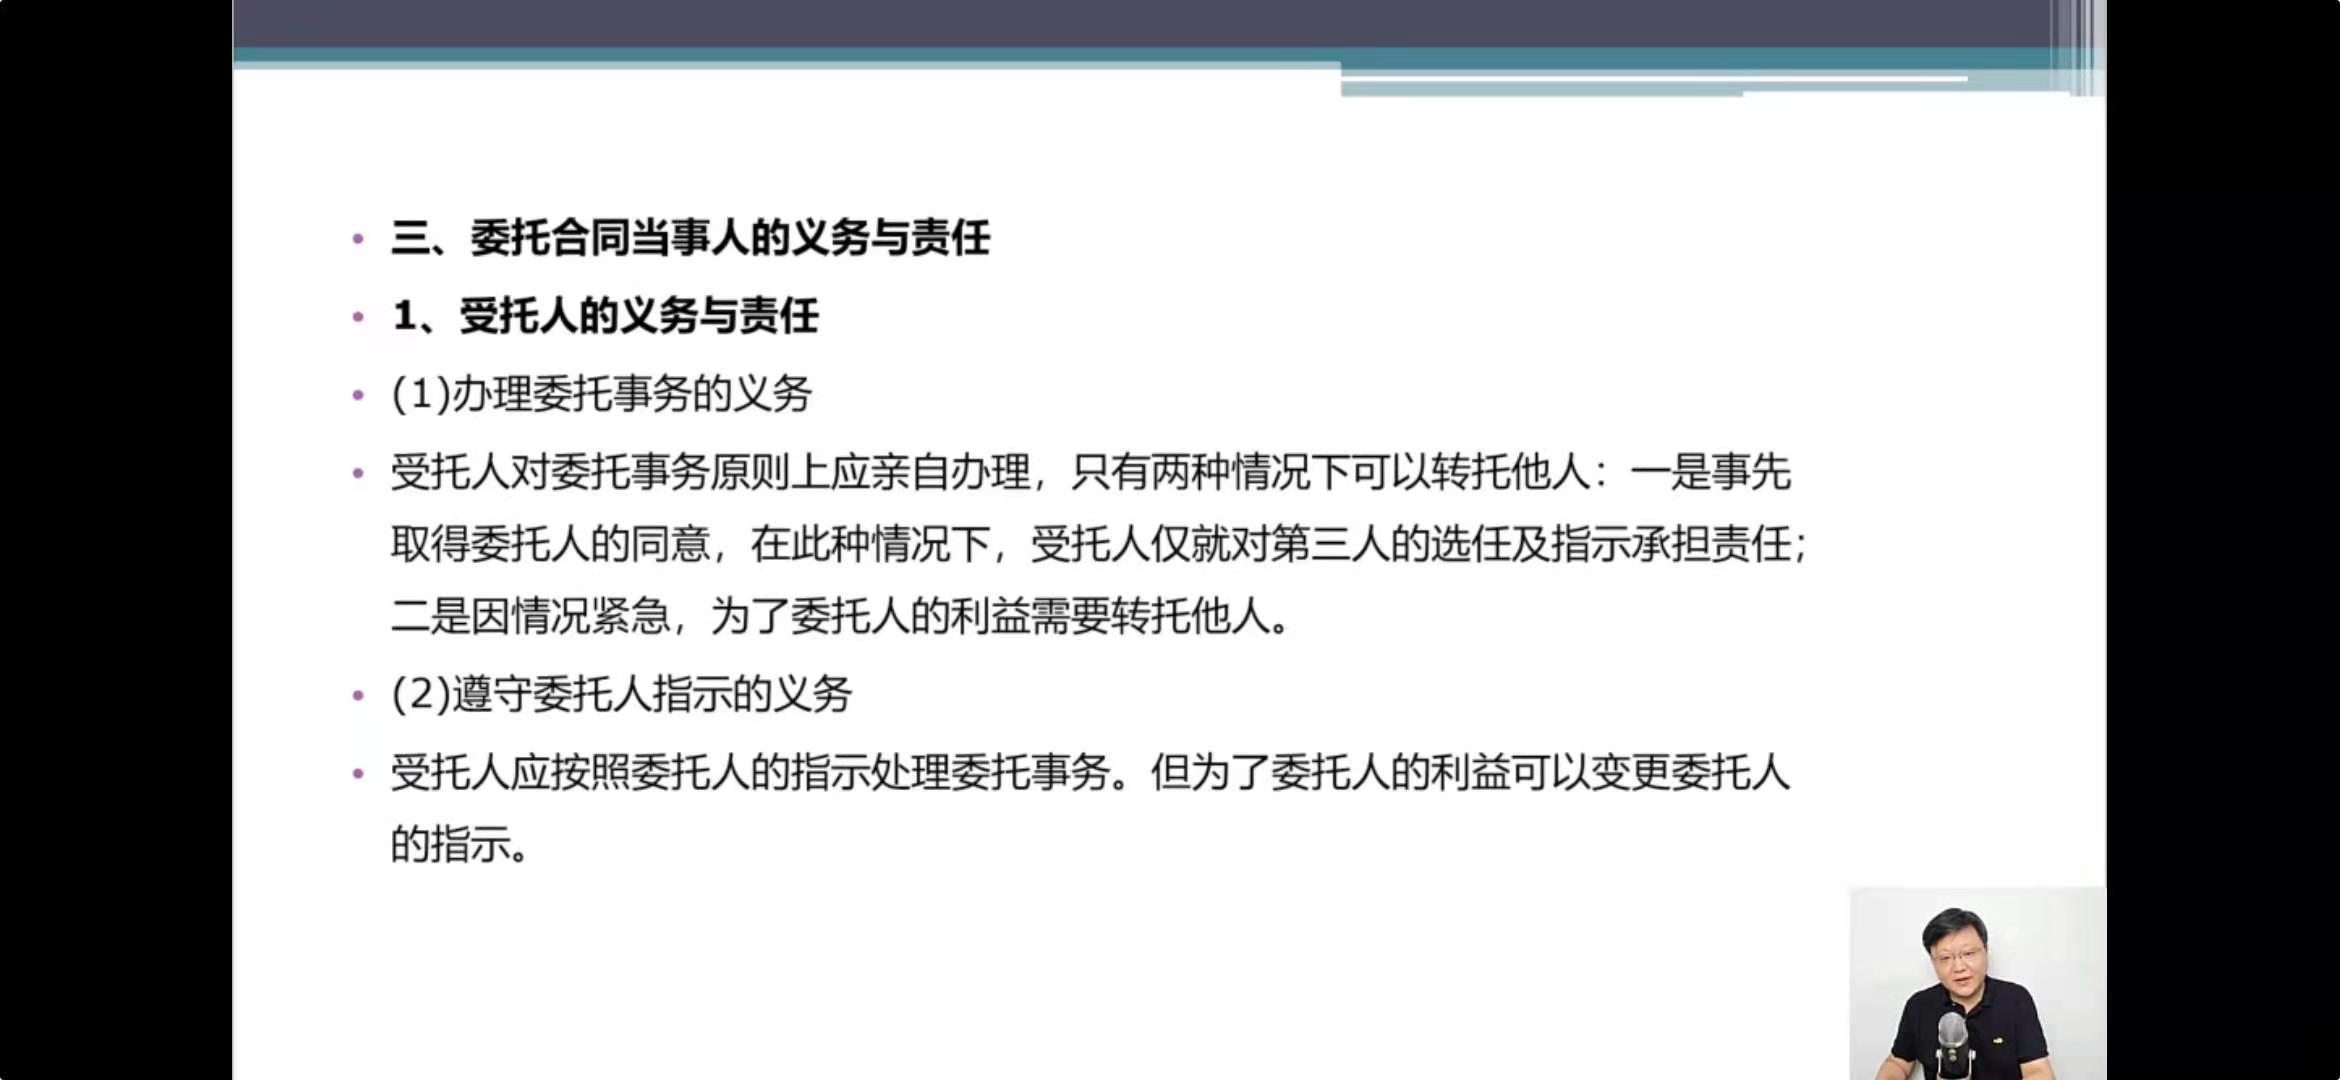 • 三、委托合同当事人的义务与责任
• 1、受托人的义务与责任
• (1)办理委托事务的义务
• 受托人对委托事务原则上应亲自办理，只有两种情况下可以转托他人：一是事先
取得委托人的同意，在此种情况下，受托人仅就对第三人的选任及指示承担责任；
二是因情况紧急，为了委托人的利益需要转托他人。
• (2)遵守委托人指示的义务
• 受托人应按照委托人的指示处理委托事务。但为了委托人的利益可以变更委托人
的指示。